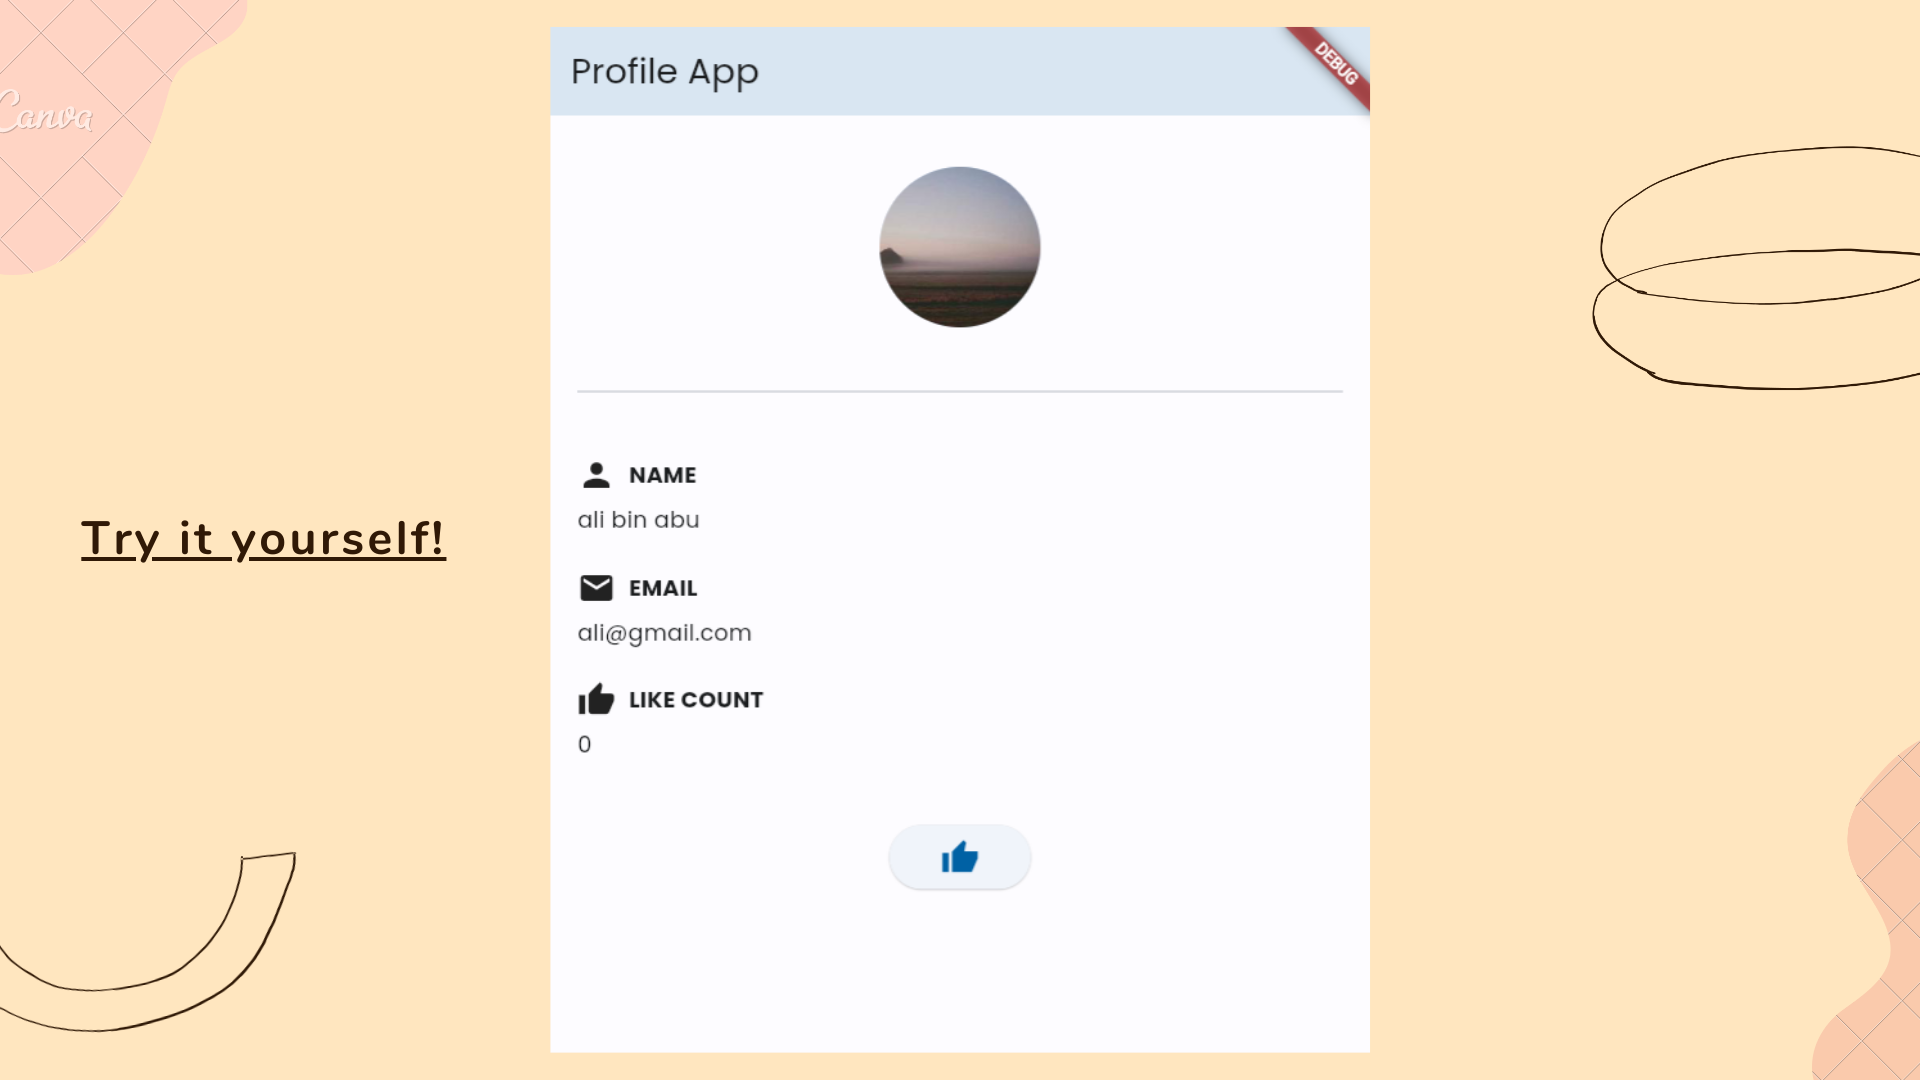 Canva
Profile App
DEBUG
Try it yourself!
NAME
ali bin abu
EMAIL
ali@gmail.com
LIKE COUNT
0